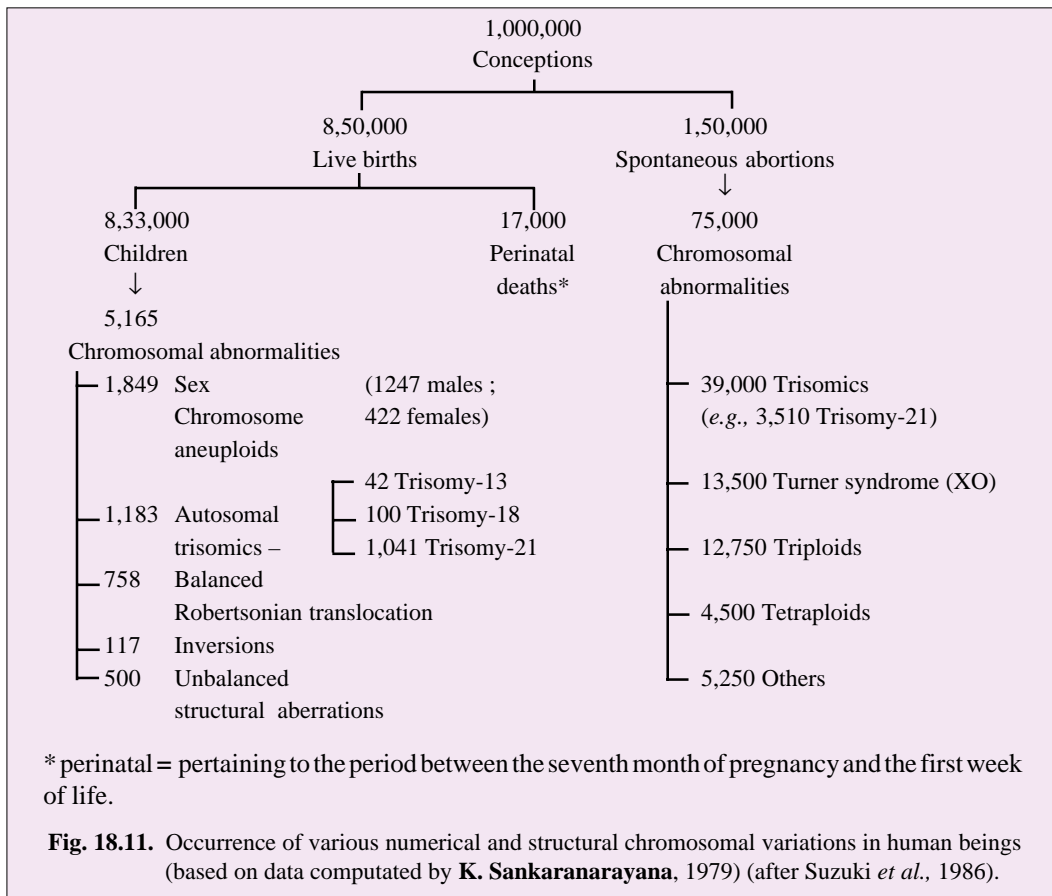 1,000,000
Conceptions
8,50,000
Live births
1,50,000
Spontaneous abortions
↓
8,33,000
Children
↓
17,000
Perinatal
deaths*
75,000
Chromosomal
abnormalities
5,165
Chromosomal abnormalities
1,849 Sex (1247 males ;
Chromosome 422 females)
aneuploids
42 Trisomy-13
1,183 Autosomal 100 Trisomy-18
trisomics – 1,041 Trisomy-21
758 Balanced
Robertsonian translocation
117 Inversions
500 Unbalanced
structural aberrations
39,000 Trisomics
(e.g., 3,510 Trisomy-21)
13,500 Turner syndrome (XO)
12,750 Triploids
4,500 Tetraploids
5,250 Others
* perinatal = pertaining to the period between the seventh month of pregnancy and the first week
of life.
Fig. 18.11. Occurrence of various numerical and structural chromosomal variations in human beings
(based on data computated by K. Sankaranarayana, 1979) (after Suzuki et al., 1986).